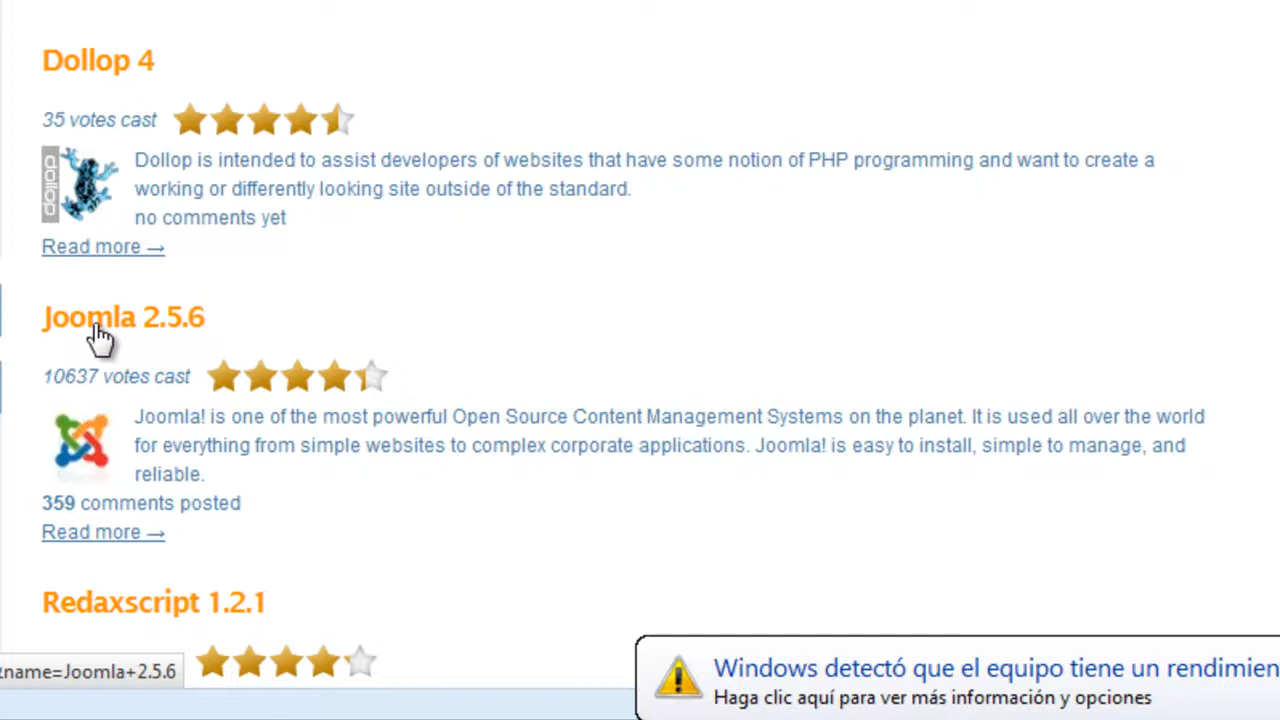 Dollop 4
35 votes cast
dollop
Dollop is intended to assist developers of websites that have some notion of PHP programming and want to create a
working or differently looking site outside of the standard.
no comments yet
Read more →
Joomla 2.5.6
10637 votes cast
Joomla! is one of the most powerful Open Source Content Management Systems on the planet. It is used all over the world
for everything from simple websites to complex corporate applications. Joomla! is easy to install, simple to manage, and
reliable.
359 comments posted
Read more →
Redaxscript 1.2.1
name=Joomla+2.5.6
Windows detectó que el equipo tiene un rendimien
Haga clic aquí para ver más información y opciones